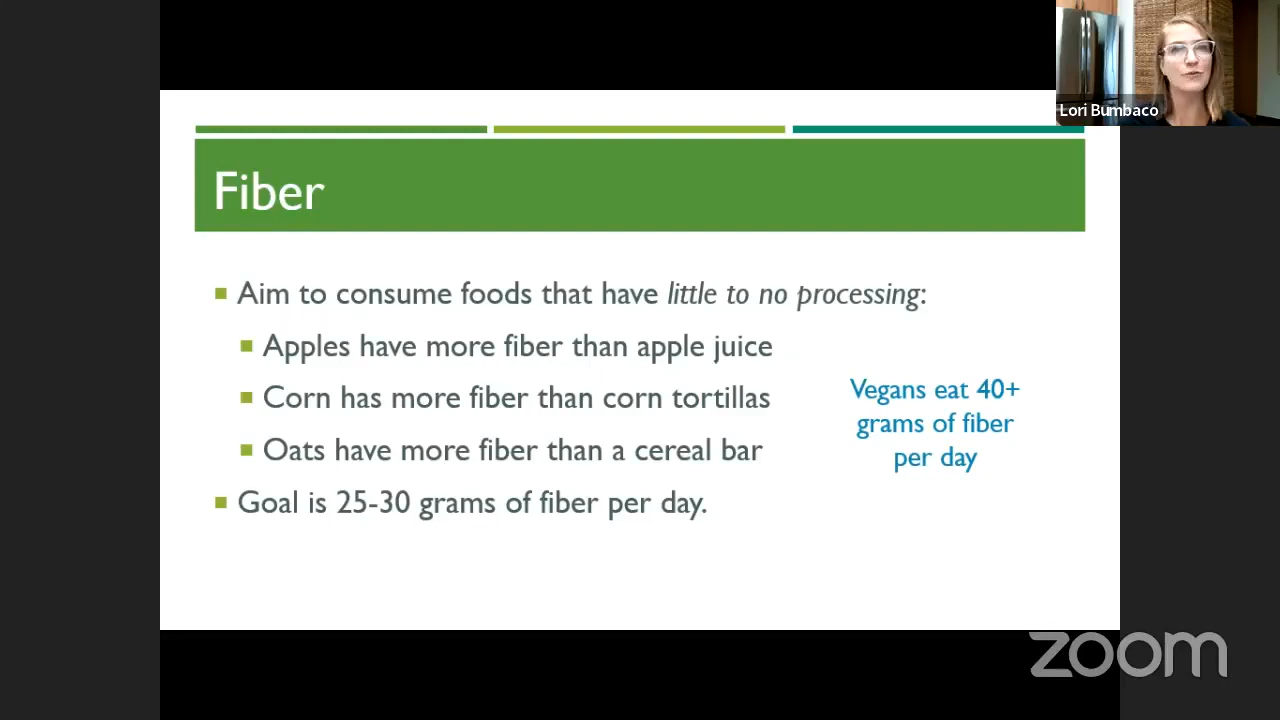 Lori Bumbaco
Fiber
Aim to consume foods that have little to no processing:
Apples have more fiber than apple juice
Corn has more fiber than corn tortillas
Oats have more fiber than a cereal bar
Goal is 25-30 grams of fiber per day.
Vegans eat 40+
grams of fiber
per day
zoom